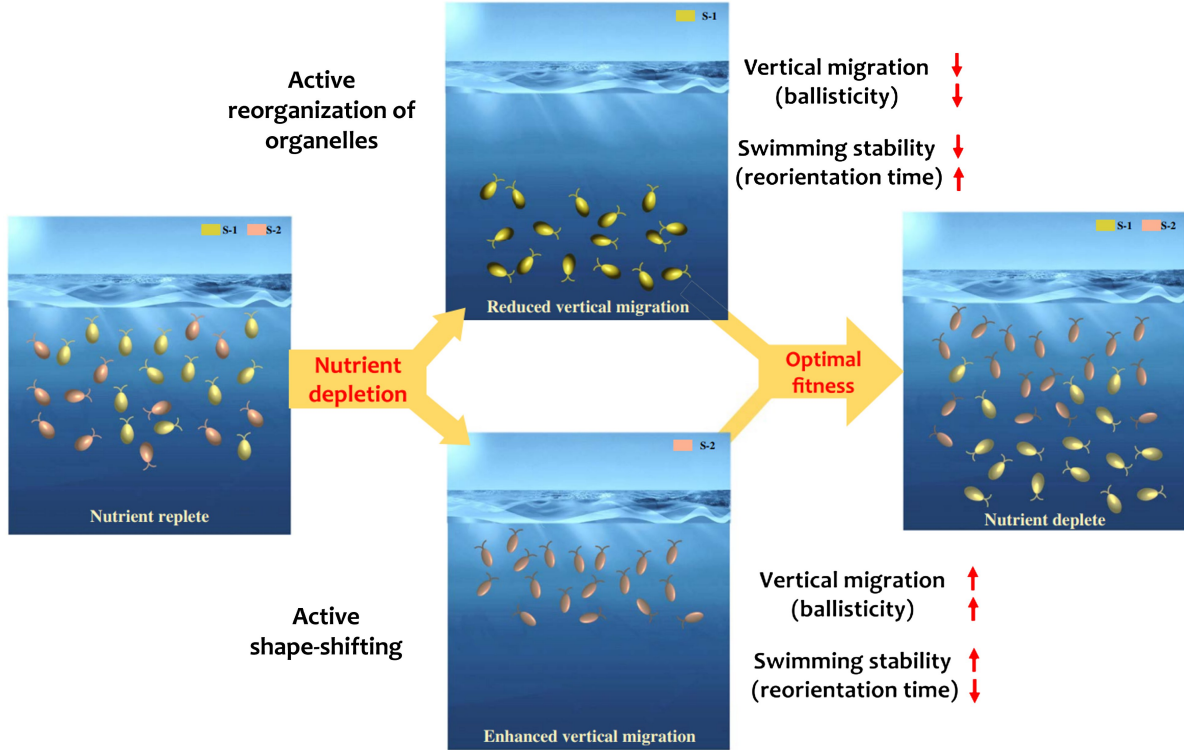 S-1
Active
reorganization of
organelles
Vertical migration ↓
(ballisticity) ↓
Swimming stability ↓
(reorientation time) ↑
Reduced vertical migration
S-1 S-2
Nutrient replete
Nutrient
depletion
Optimal
fitness
S-1 S-2
Nutrient deplete
S-2
Active
shape-shifting
Enhanced vertical migration
Vertical migration ↑
(ballisticity) ↑
Swimming stability ↑
(reorientation time) ↓